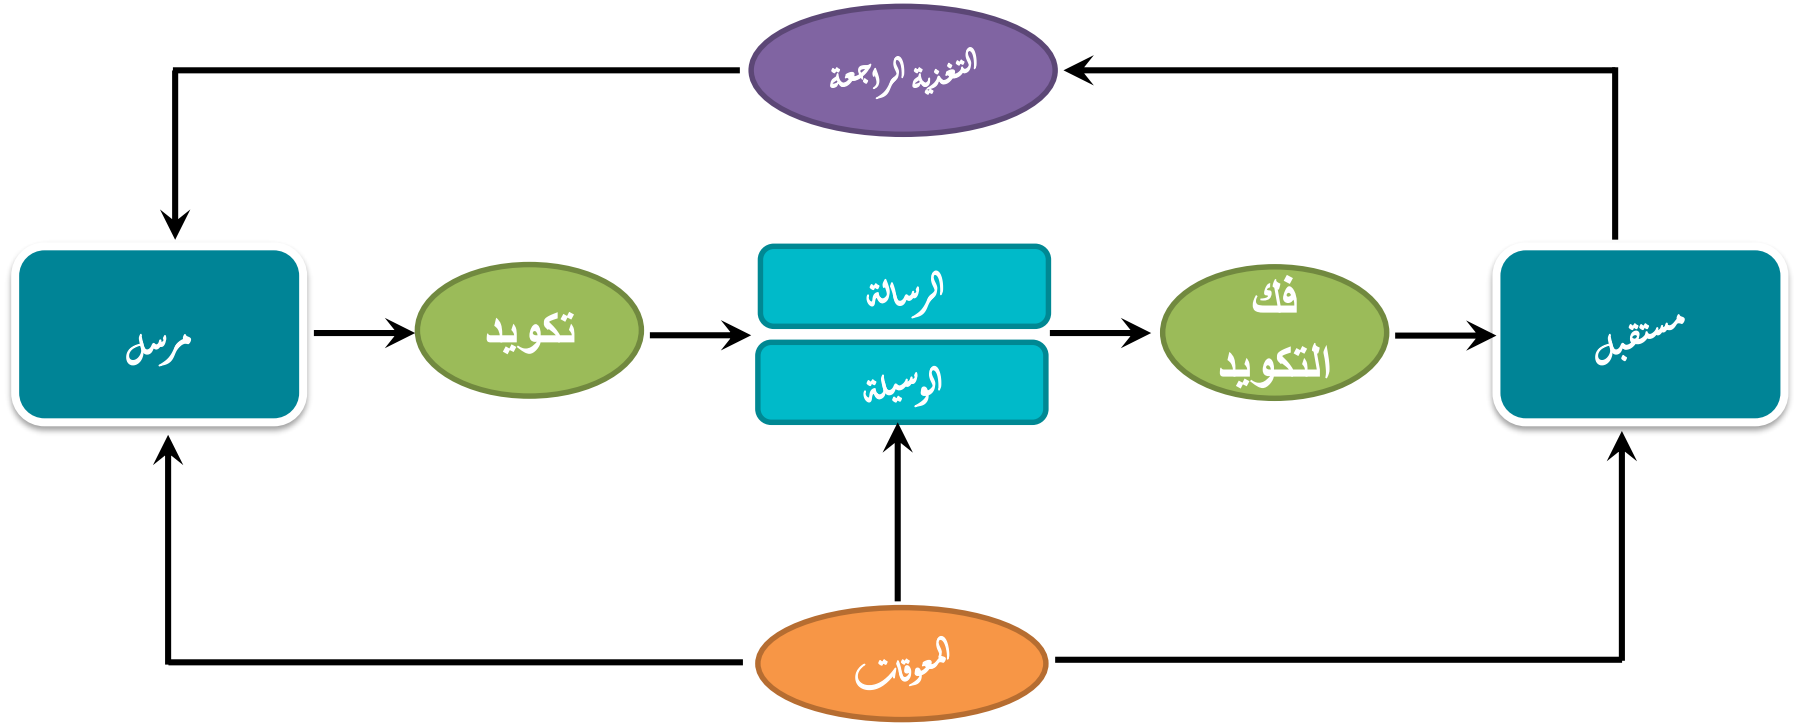 التغذية الراجعة
مرسل
تكويد
الرسالة
الوسيلة
فك
التكويد
مستقبل
المعوقات